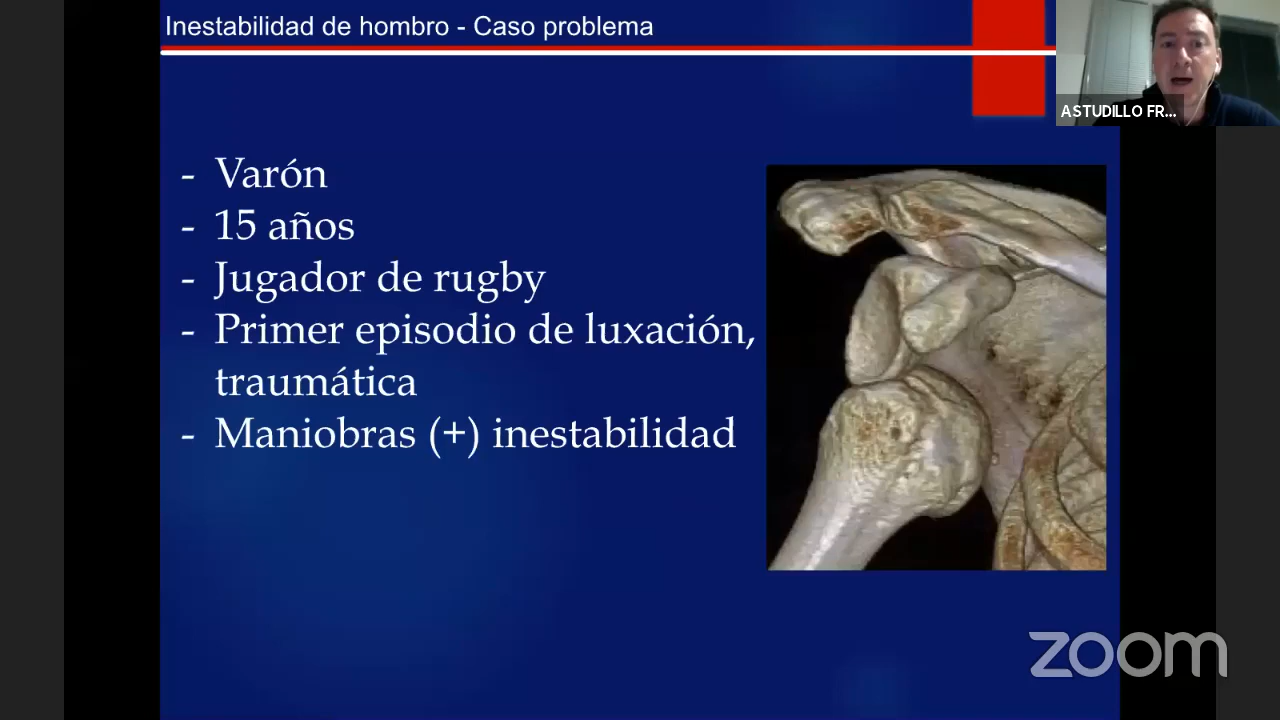 Inestabilidad de hombro - Caso problema
ASTUDILLO FR...
- Varón
- 15 años
- Jugador de rugby
- Primer episodio de luxación,
traumática
- Maniobras (+) inestabilidad
zoom